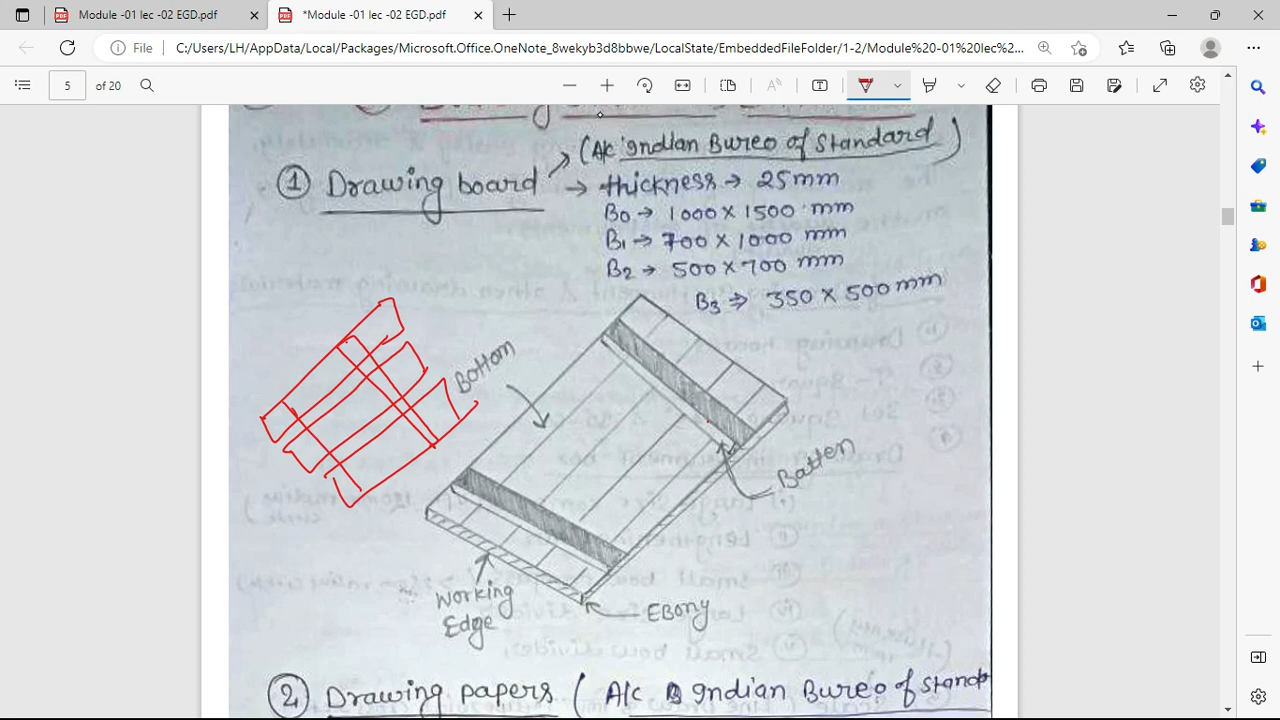 Module -01 lec -02 EGD.pdf
*Module -01 lec -02 EGD.pdf
File
C:/Users/LH/AppData/Local/Packages/Microsoft.Office.OneNote_8wekyb3d8bbwe/LocalState/EmbeddedFileFolder/1-2/Module%20-01%20lec%2...
5 of 20
(A/c Indian Bureo of Standard)
① Drawing board → thickness → 25mm
B0 → 1000 × 1500 mm
B1 → 700 × 1000 mm
B2 → 500 × 700 mm
B3 ⇒ 350 × 500 mm
Bottom
Batten
Working
Edge
Ebony
② Drawing papers ( A/c Indian Bureo of stand